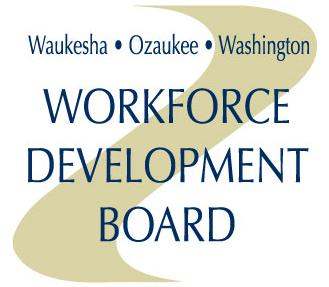 Waukesha • Ozaukee • Washington
WORKFORCE
DEVELOPMENT
BOARD